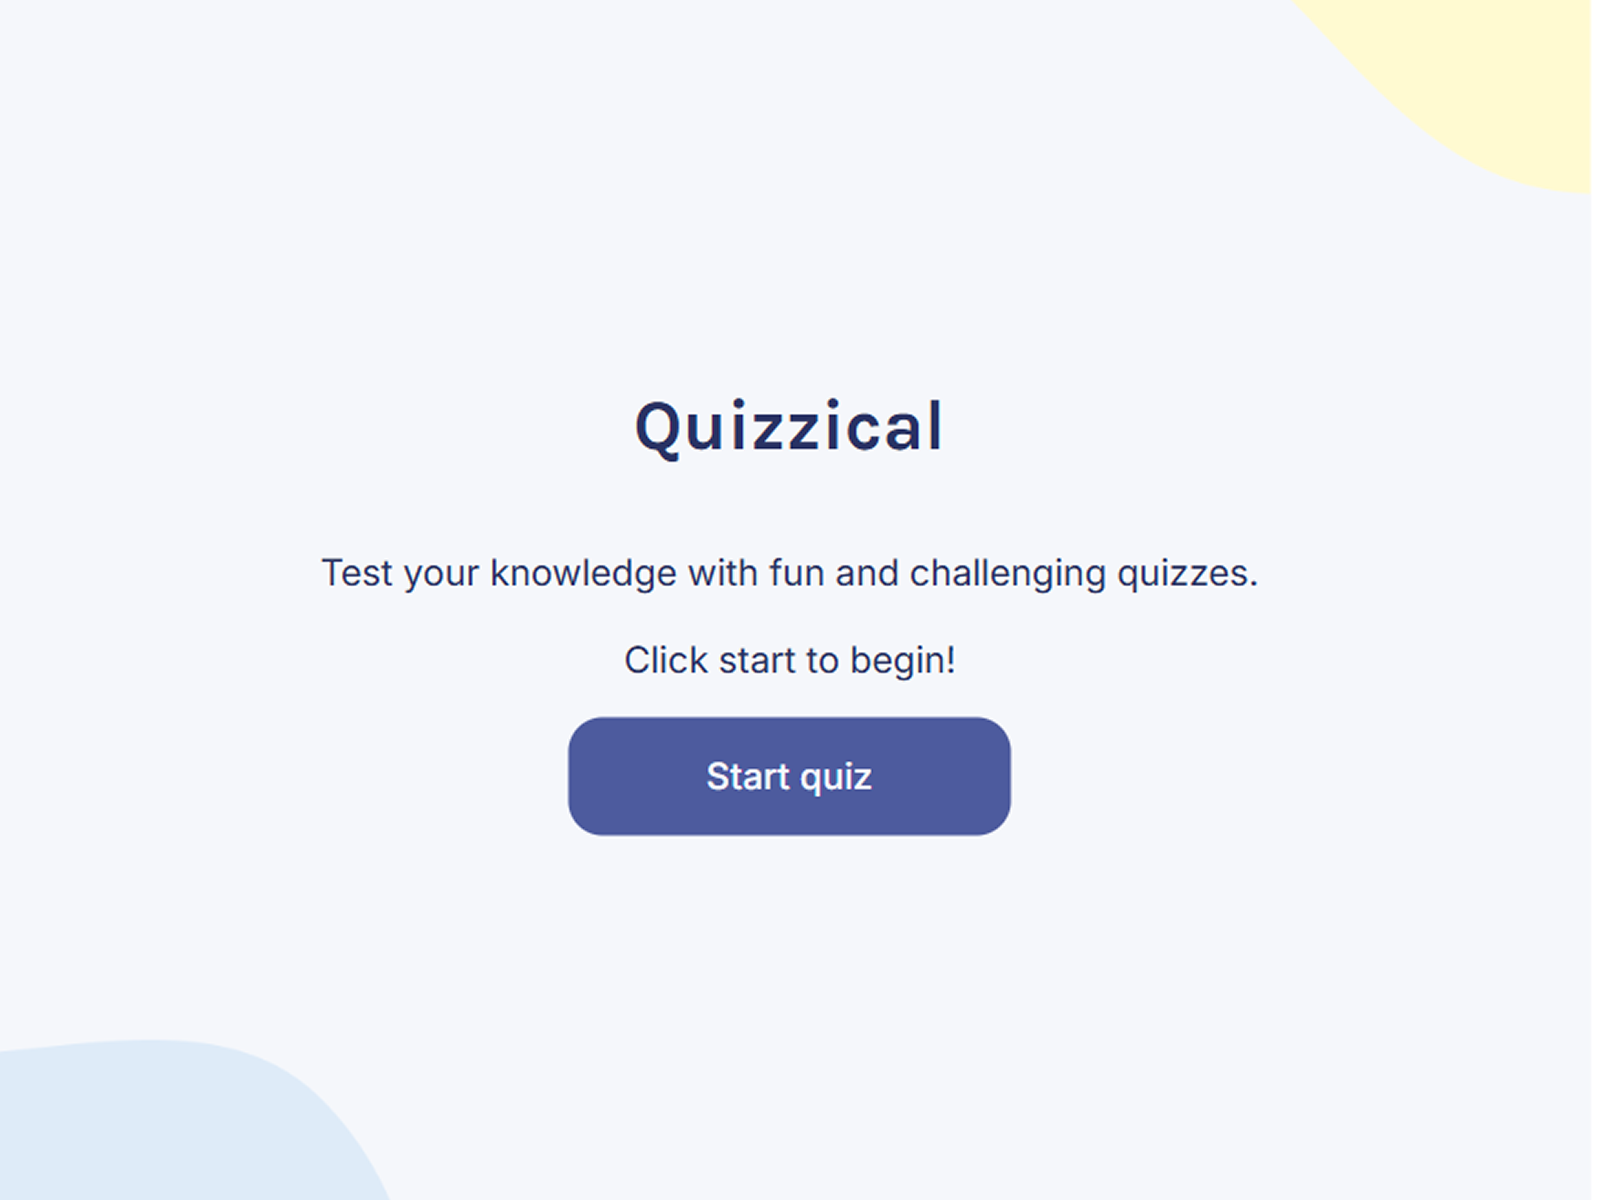 Quizzical
Test your knowledge with fun and challenging quizzes.
Click start to begin!
Start quiz